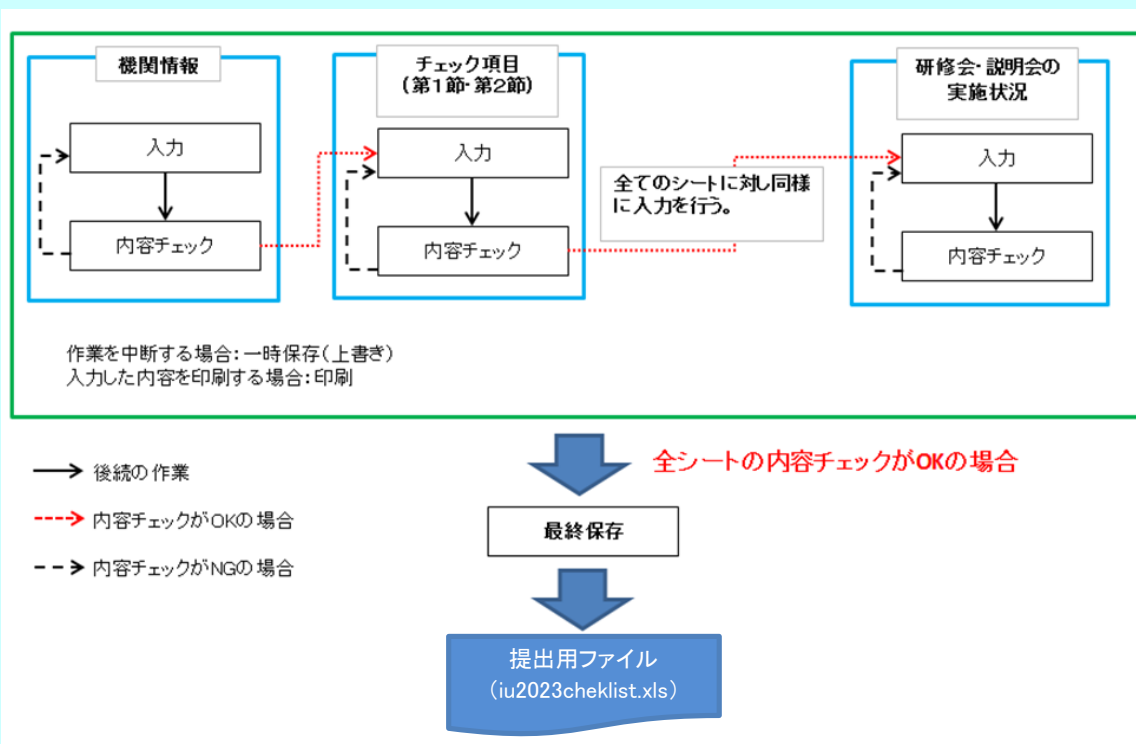 機関情報
入力
内容チェック
チェック項目
(第1節・第2節)
入力
内容チェック
全てのシートに対し同様
に入力を行う。
研修会・説明会の
実施状況
入力
内容チェック
作業を中断する場合:一時保存(上書き)
入力した内容を印刷する場合:印刷
後続の作業
内容チェックがOKの場合
内容チェックがNGの場合
全シートの内容チェックがOKの場合
最終保存
提出用ファイル
(iu2023cheklist.xls)